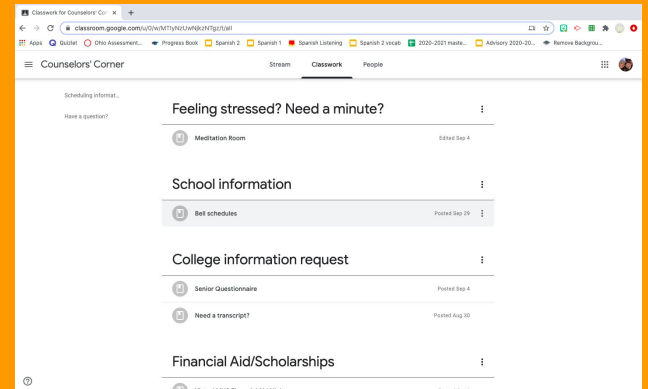 Classwork for Counselors' Cor
classroom.google.com/u/0/w/MTIyNzUwNjkzNTgz/t/all
Apps Quizlet Ohio Assessment... Progress Book Spanish 2 Spanish 1 Spanish Listening Spanish 2 vocab 2020-2021 maste... Advisory 2020-20... Remove Backgrou...
Counselors' Corner Stream Classwork People
Scheduling informat...
Have a question?
Feeling stressed? Need a minute?
Meditation Room Edited Sep 4
School information
Bell schedules Posted Sep 29
College information request
Senior Questionnaire Posted Sep 4
Need a transcript? Posted Aug 30
Financial Aid/Scholarships